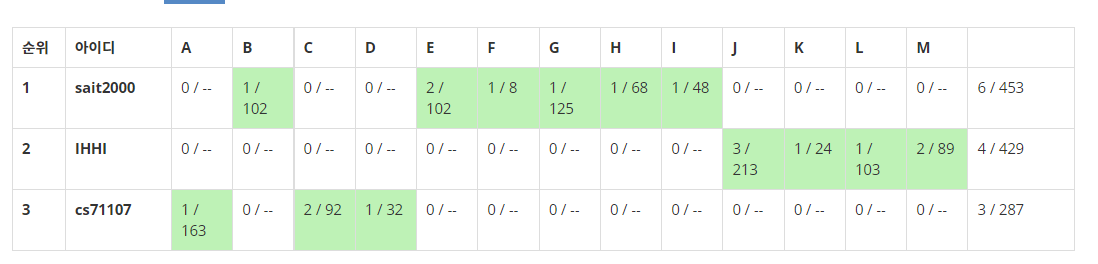 순위 아이디 A B C D E F G H I J K L M
1 sait2000 0 / -- 1 / 102 0 / -- 0 / -- 2 / 102 1 / 8 1 / 125 1 / 68 1 / 48 0 / -- 0 / -- 0 / -- 0 / -- 6 / 453
2 IHHI 0 / -- 0 / -- 0 / -- 0 / -- 0 / -- 0 / -- 0 / -- 0 / -- 0 / -- 3 / 213 1 / 24 1 / 103 2 / 89 4 / 429
3 cs71107 1 / 163 0 / -- 2 / 92 1 / 32 0 / -- 0 / -- 0 / -- 0 / -- 0 / -- 0 / -- 0 / -- 0 / -- 0 / -- 3 / 287